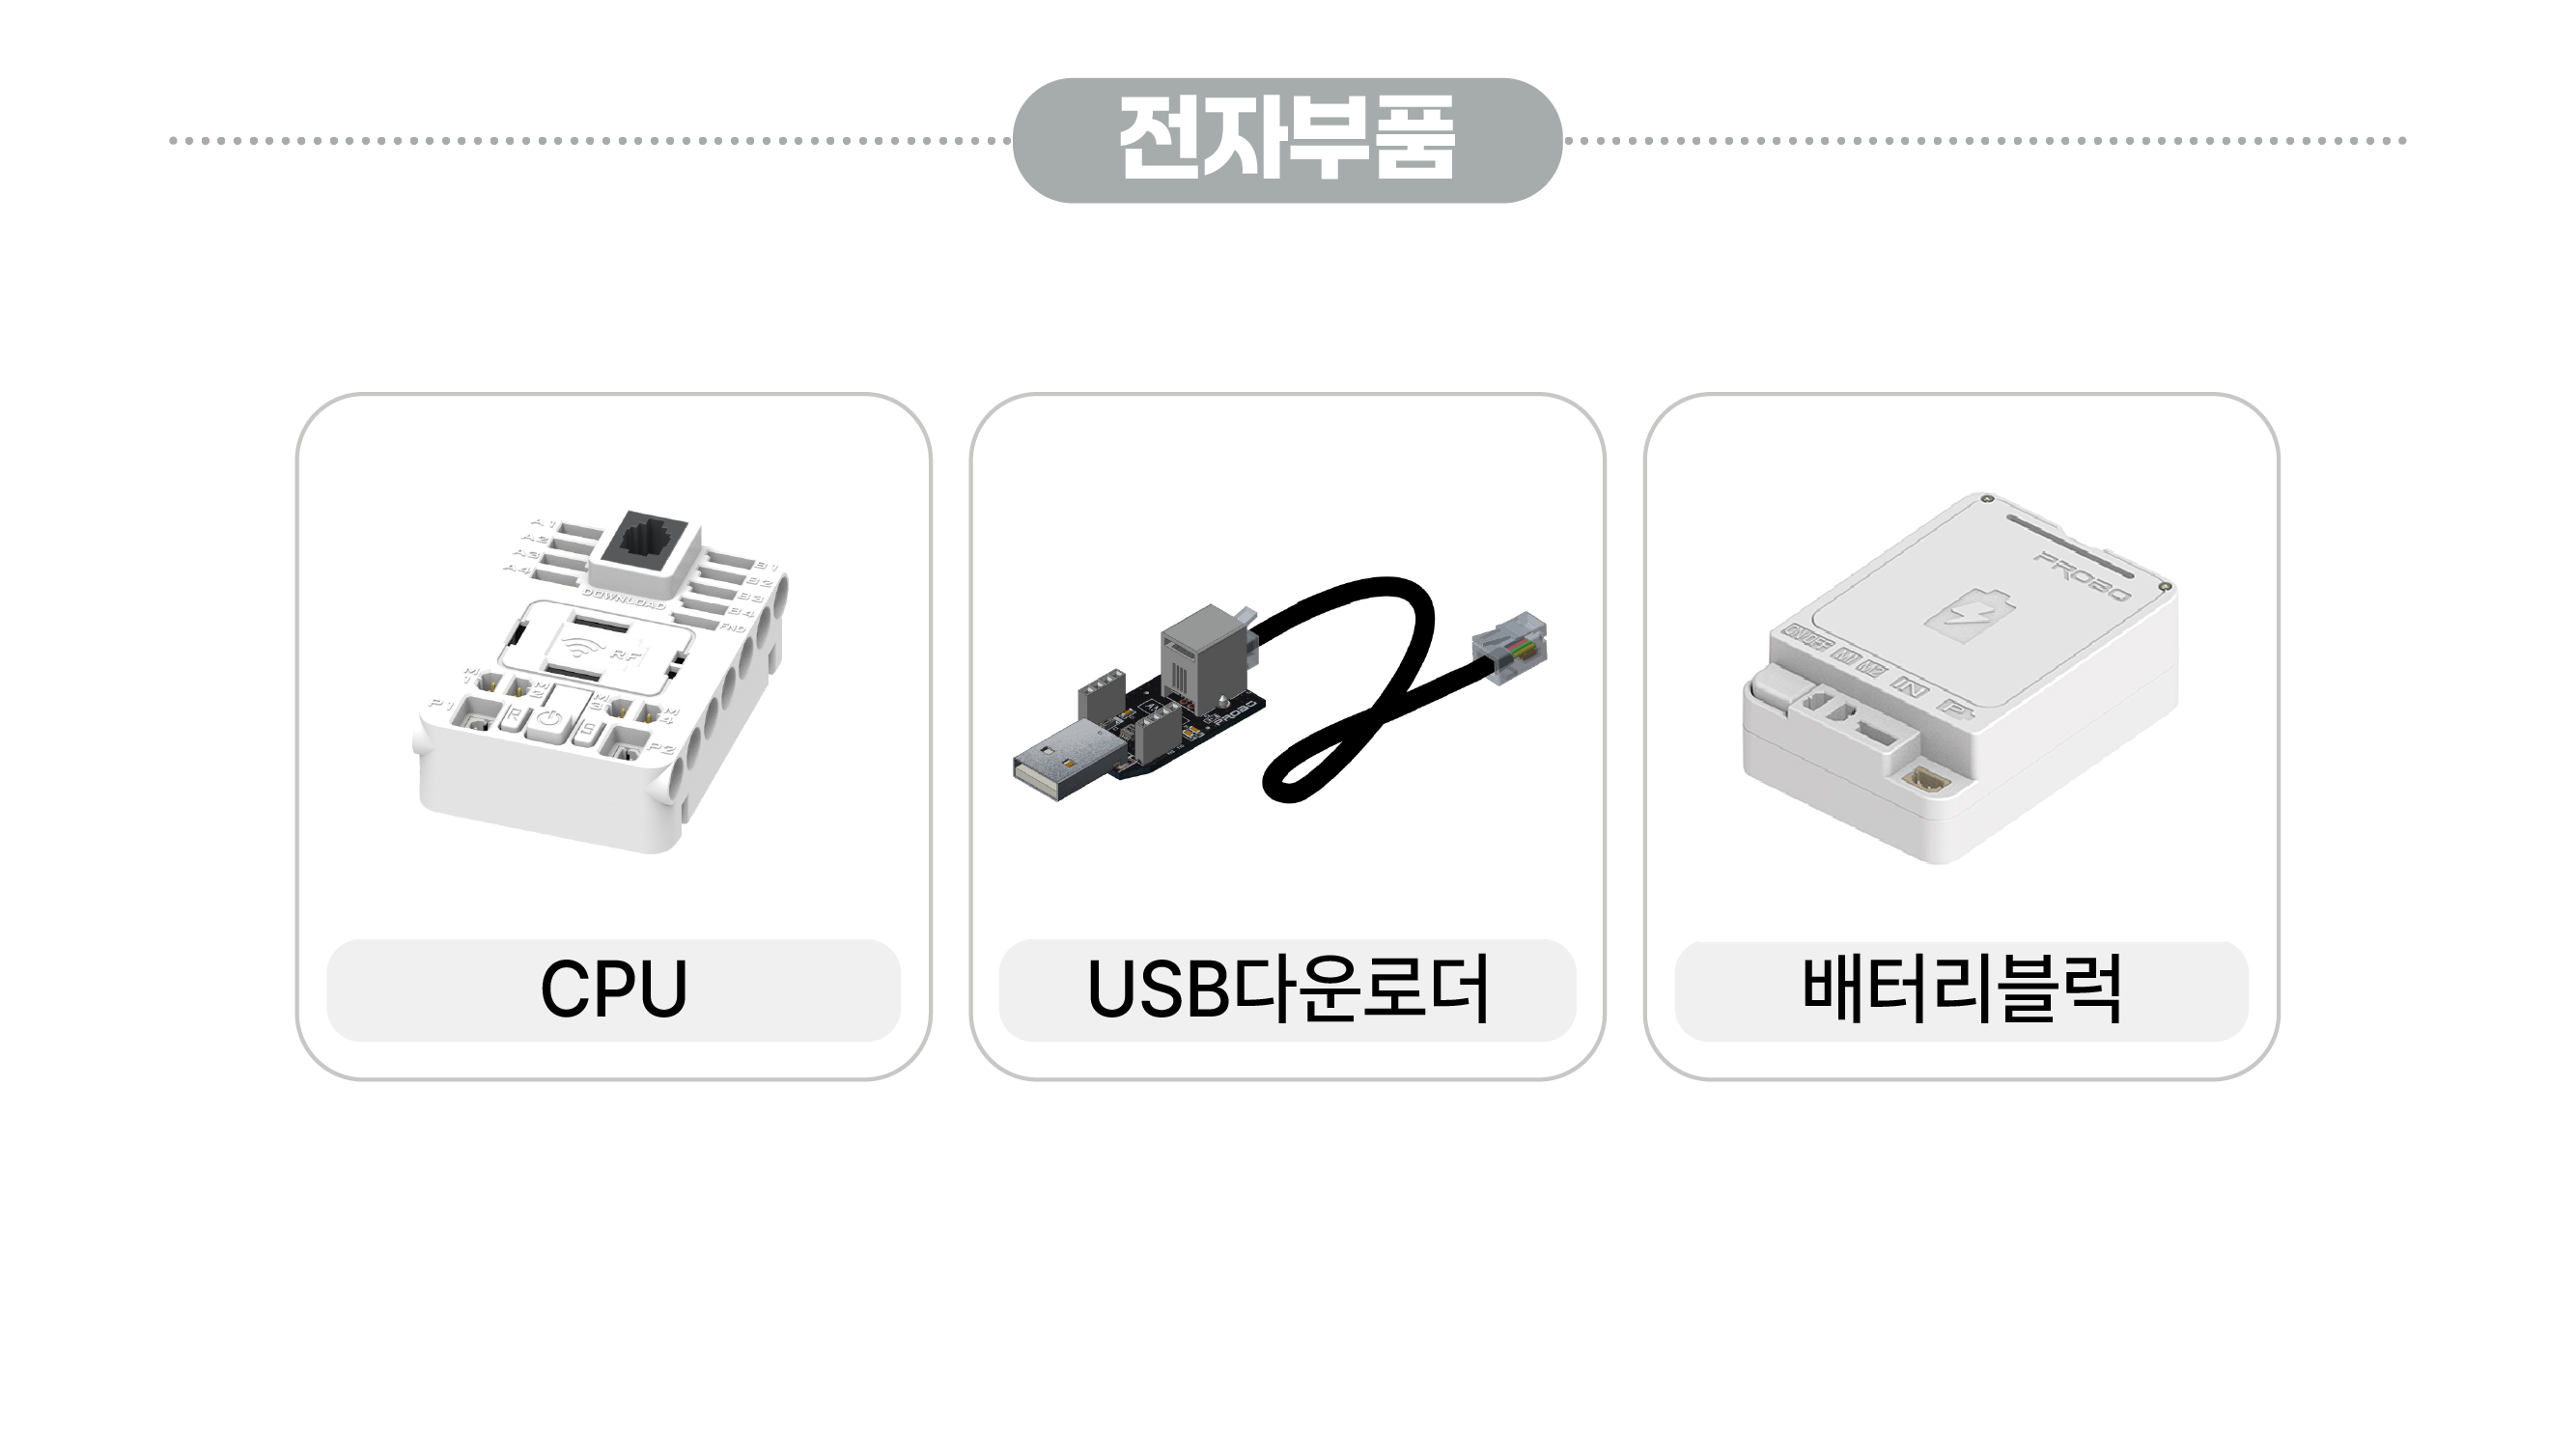 전자부품
A1
A2
A3
A4
B1
B2
B3
B4
FND
DOWNLOAD
RF
M1
M2
M3
M4
P1
R
P2
CPU
PROBO
USB다운로더
PROBO
ON/OFF M1 M2 IN P
배터리블럭